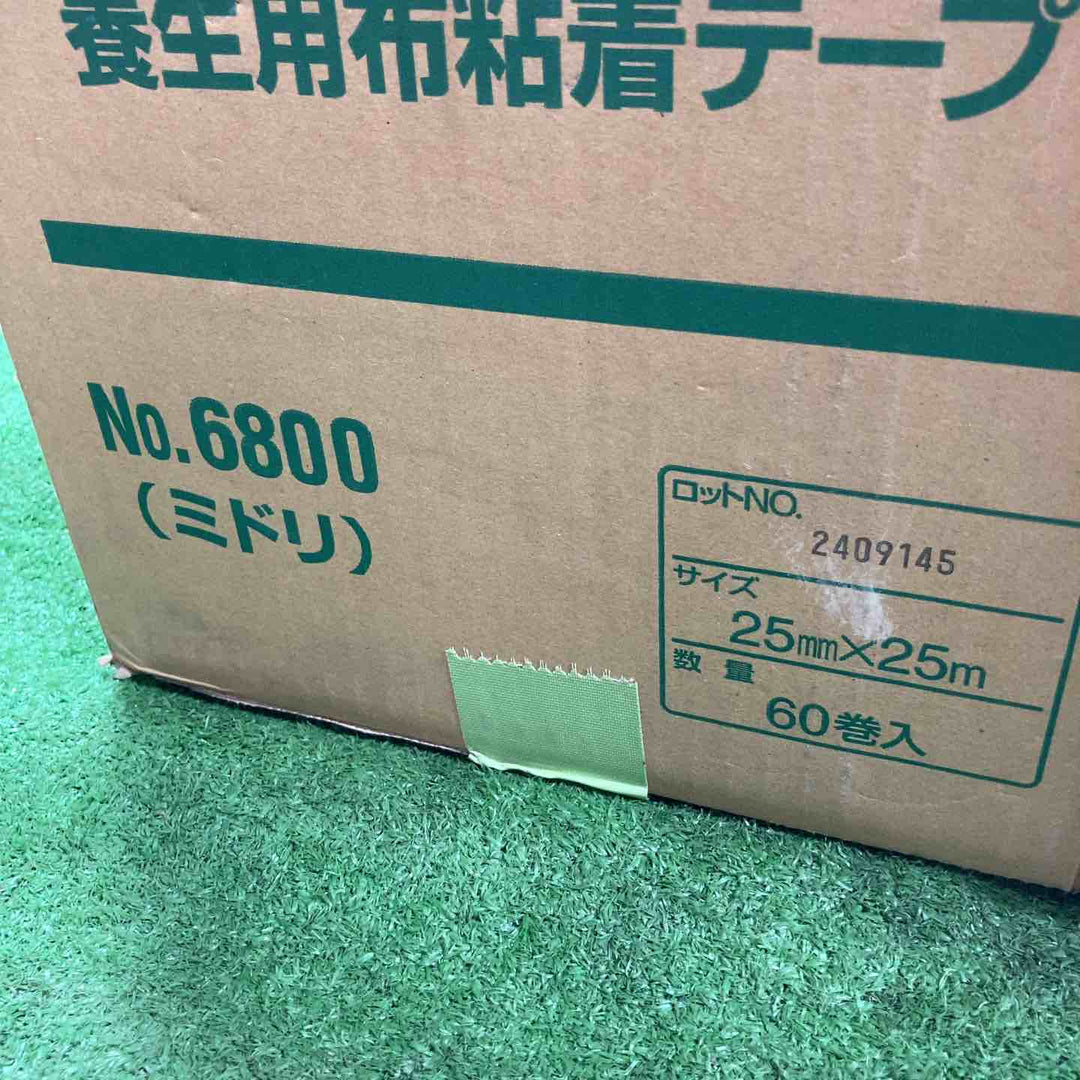 養生用布粘着テープ
No.6800
（ミドリ）
ロットNO.
2409145
サイズ
25mm×25m
数量
60巻入